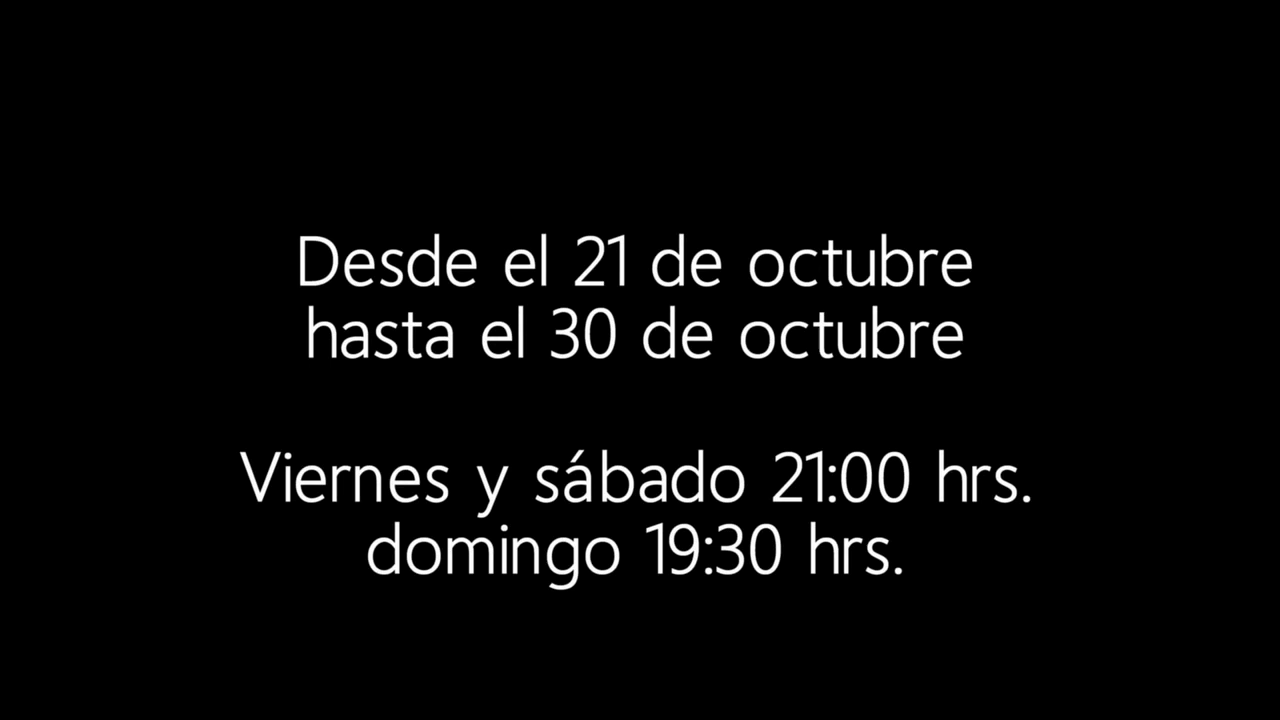 Desde el 21 de octubre
hasta el 30 de octubre
Viernes y sábado 21:00 hrs.
domingo 19:30 hrs.